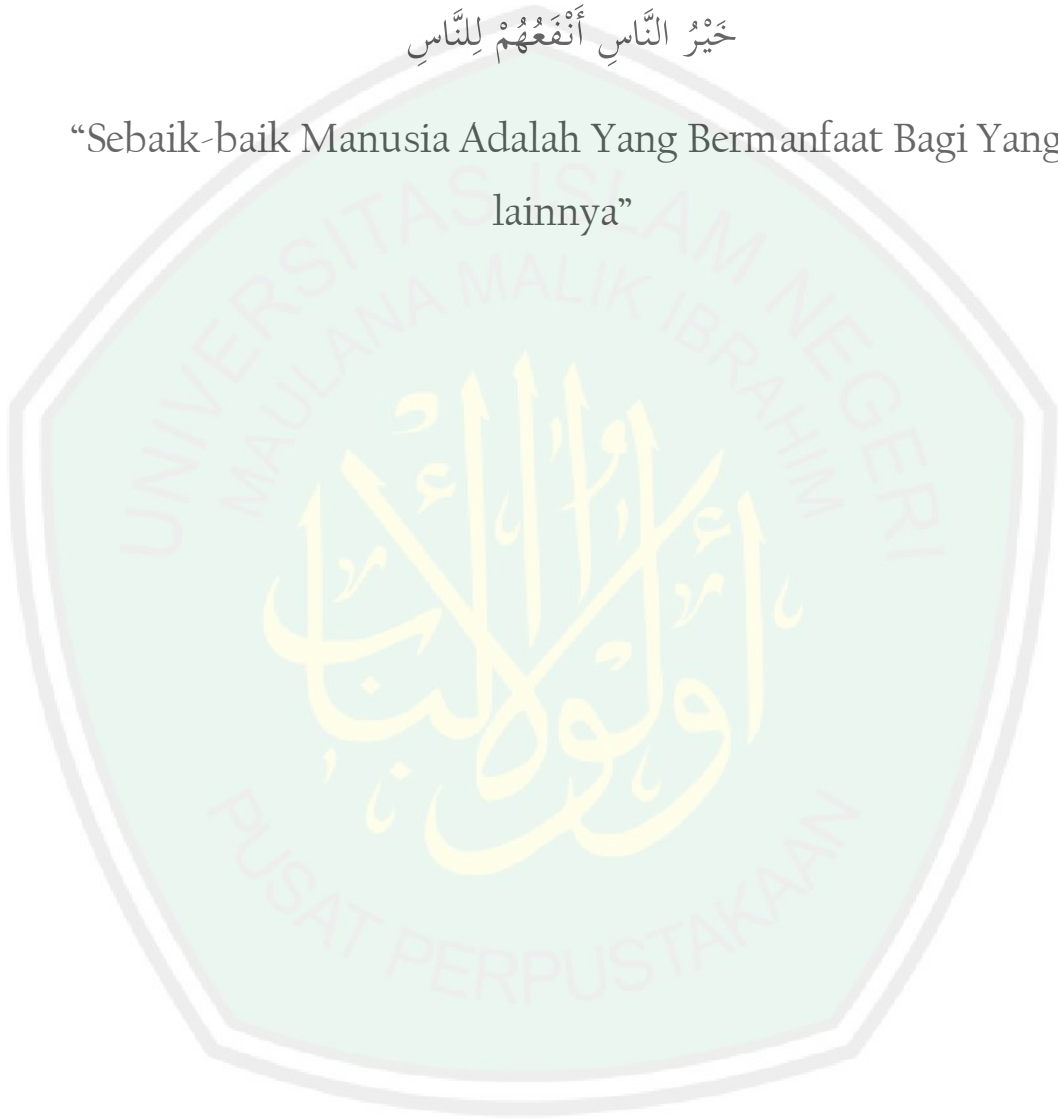 خَيْرُ النَّاسِ أَنْفَعُهُمْ لِلنَّاسِ
“Sebaik-baik Manusia Adalah Yang Bermanfaat Bagi Yang
lainnya”
UNIVERSITAS ISLAM NEGERI
MAULANA MALIK IBRAHIM
أولوا الألباب
PUSAT PERPUSTAKAAN